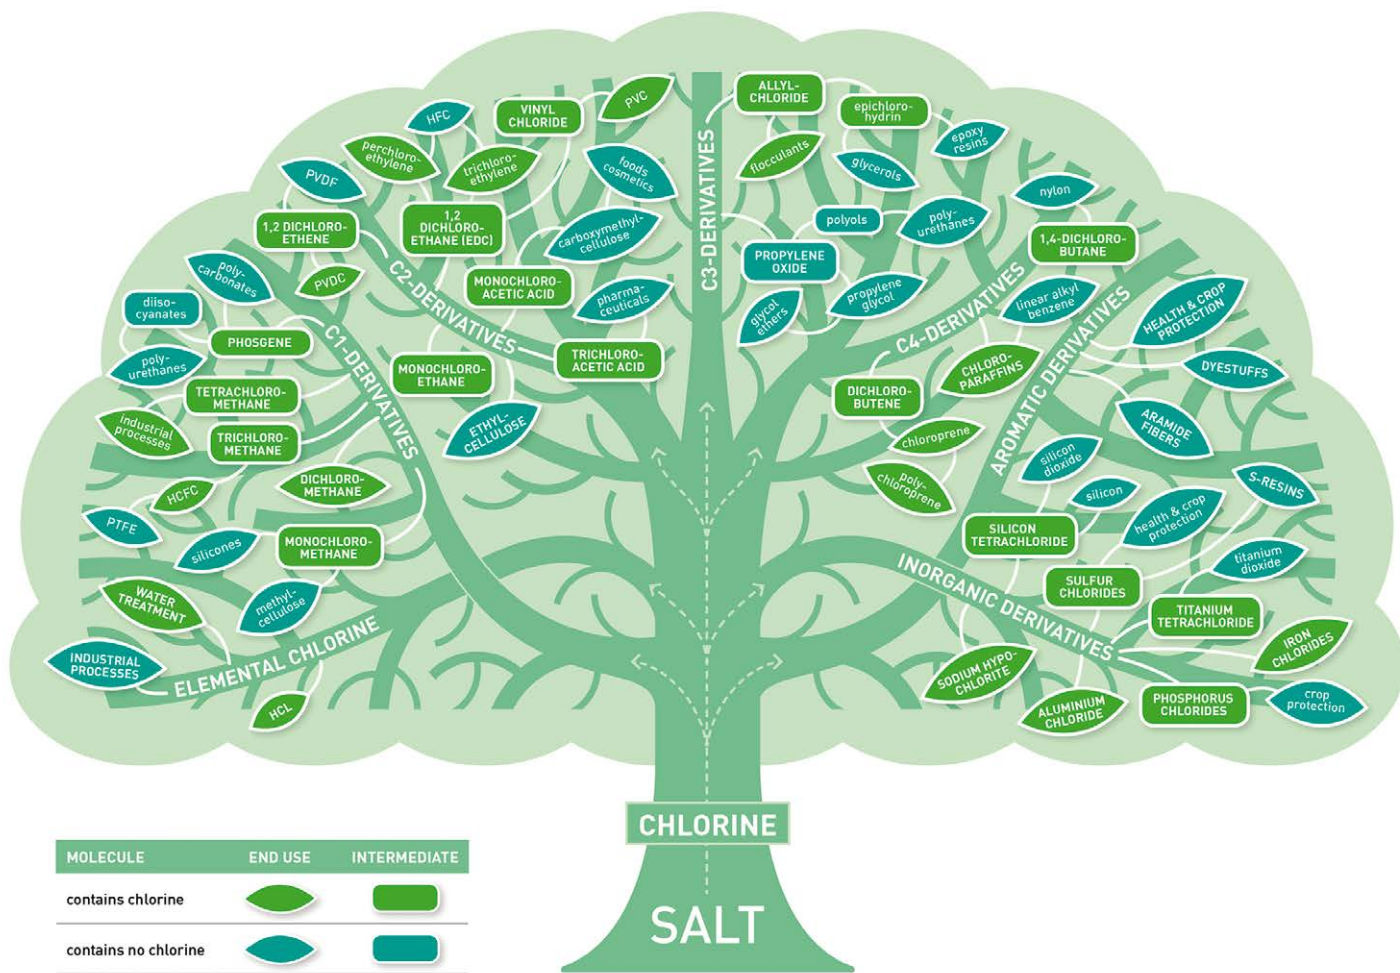 ALLYL-
CHLORIDE
VINYL
CHLORIDE
PVC
HFC
epichloro-
hydrin
epoxy
resins
perchloro-
ethylene
trichloro-
ethylene
foods
cosmetics
flocculants
glycerols
PVDF
nylon
1,2 DICHLORO-
ETHENE
1,2
DICHLORO-
ETHANE (EDC)
carboxymethyl-
cellulose
C3-DERIVATIVES
polyols
poly-
urethanes
1,4-DICHLORO-
BUTANE
poly-
carbonates
PVDC
C2-DERIVATIVES
MONOCHLORO-
ACETIC ACID
pharma-
ceuticals
PROPYLENE
OXIDE
propylene
glycol
glycol
ethers
C4-DERIVATIVES
linear alkyl
benzene
HEALTH & CROP
PROTECTION
diiso-
cyanates
PHOSGENE
C1-DERIVATIVES
poly-
urethanes
MONOCHLORO-
ETHANE
TRICHLORO-
ACETIC ACID
CHLORO-
PARAFFINS
DICHLORO-
BUTENE
AROMATIC DERIVATIVES
DYESTUFFS
TETRACHLORO-
METHANE
industrial
processes
TRICHLORO-
METHANE
ETHYL-
CELLULOSE
chloroprene
ARAMIDE
FIBERS
poly-
chloroprene
silicon
dioxide
silicon
S-RESINS
HCFC
DICHLORO-
METHANE
PTFE
silicones
MONOCHLORO-
METHANE
SILICON
TETRACHLORIDE
health & crop
protection
titanium
dioxide
WATER
TREATMENT
methyl-
cellulose
INORGANIC DERIVATIVES
SULFUR
CHLORIDES
TITANIUM
TETRACHLORIDE
INDUSTRIAL
PROCESSES
ELEMENTAL CHLORINE
HCL
SODIUM HYPO-
CHLORITE
IRON
CHLORIDES
ALUMINIUM
CHLORIDE
PHOSPHORUS
CHLORIDES
crop
protection
CHLORINE
SALT
MOLECULE END USE INTERMEDIATE
contains chlorine
contains no chlorine